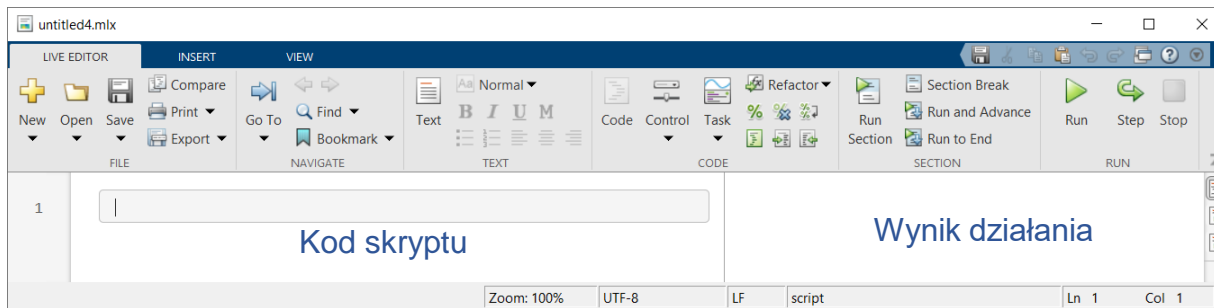 untitled4.mlx
LIVE EDITOR INSERT VIEW
New Open Save Compare Print Export
FILE
Go To Find Bookmark
NAVIGATE
Text Aa Normal
B I U M
TEXT
Code Control Task Refactor
CODE
Run Section Section Break
Run and Advance
Run to End
SECTION
Run Step Stop
RUN
1
Kod skryptu
Wynik działania
Zoom: 100% UTF-8 LF script Ln 1 Col 1